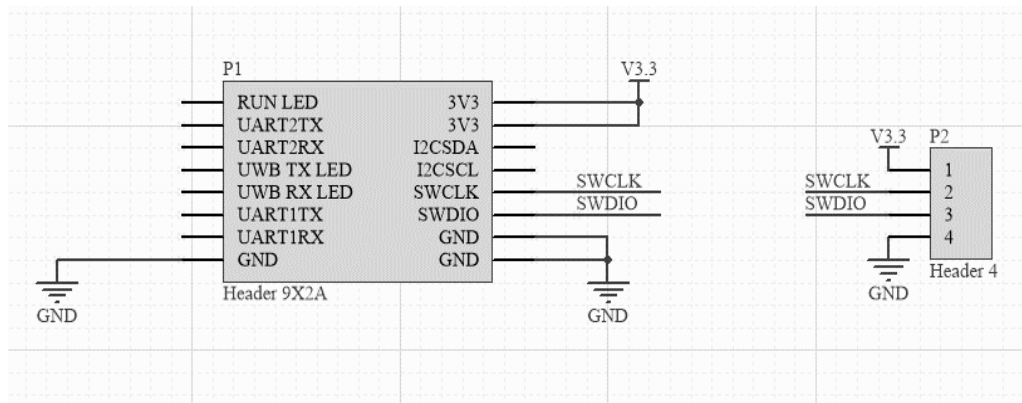 P1
V3.3
RUN LED 3V3
UART2TX 3V3
UART2RX I2CSDA
UWB TX LED I2CSCL
UWB RX LED SWCLK SWCLK
UART1TX SWDIO SWDIO
UART1RX GND
GND GND
Header 9X2A
GND
GND
V3.3
P2
1
SWCLK 2
SWDIO 3
4
Header 4
GND